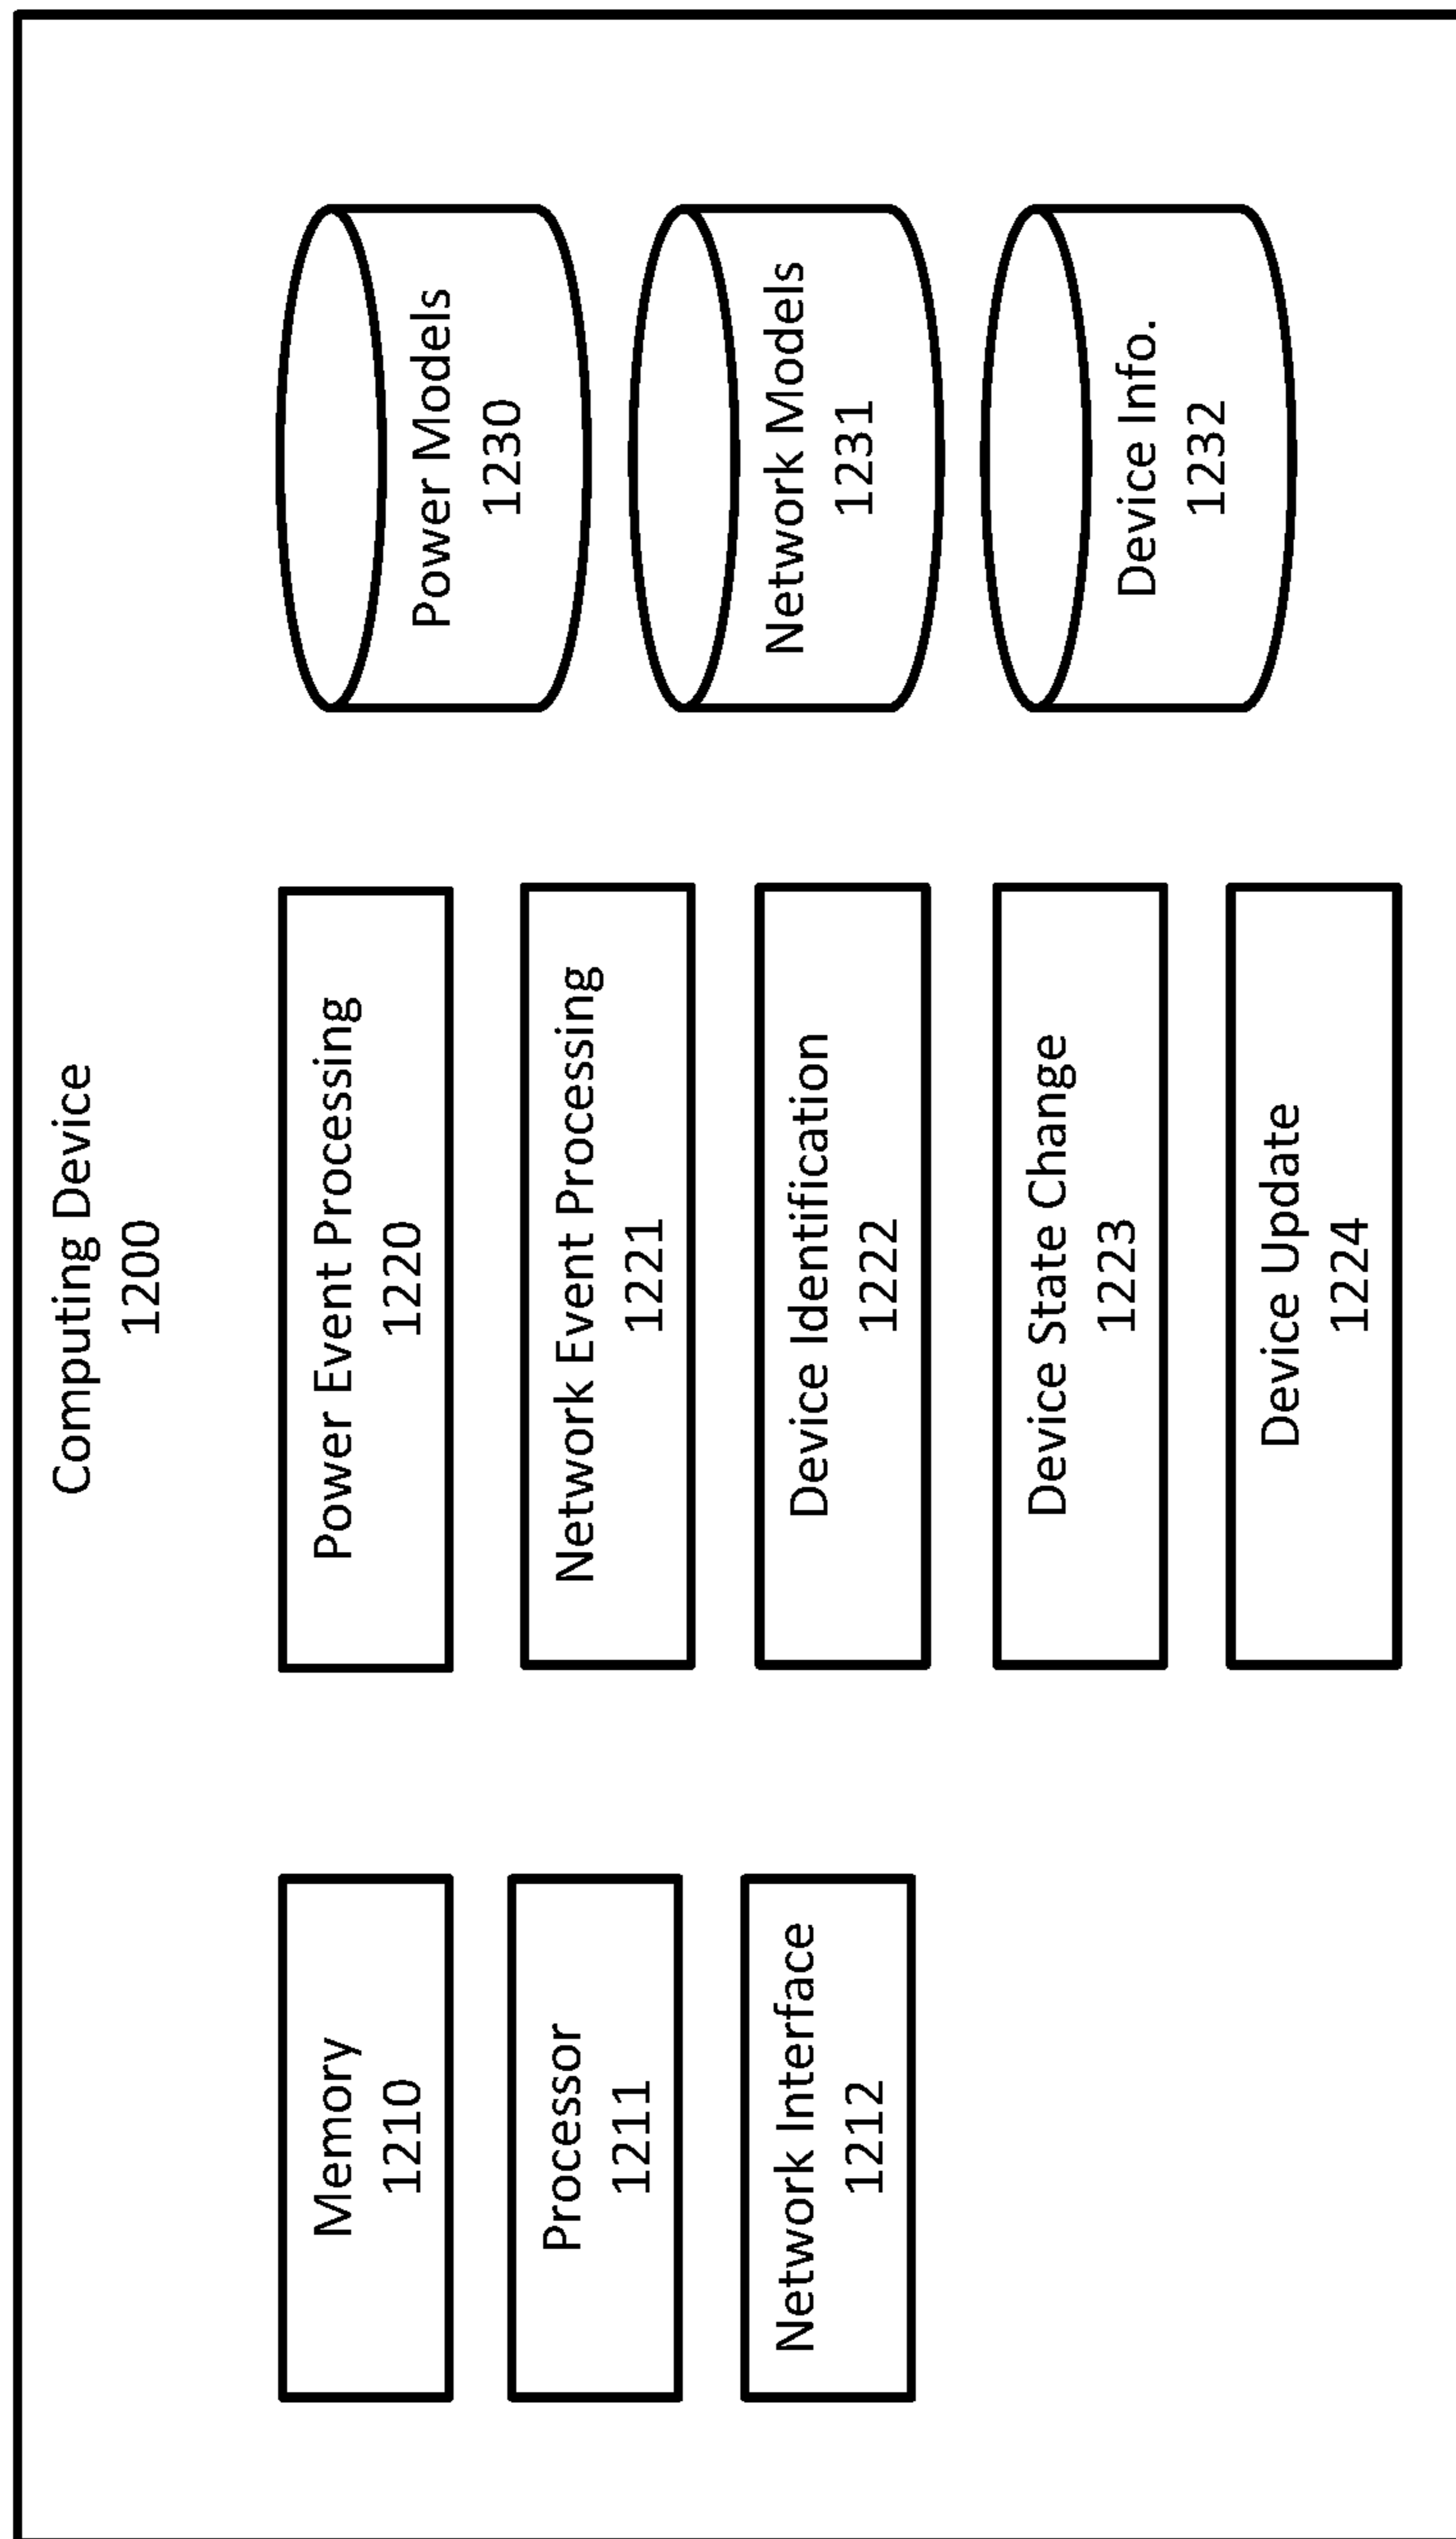 Computing Device
1200
Memory
1210
Processor
1211
Network Interface
1212
Power Event Processing
1220
Network Event Processing
1221
Device Identification
1222
Device State Change
1223
Device Update
1224
Power Models
1230
Network Models
1231
Device Info.
1232